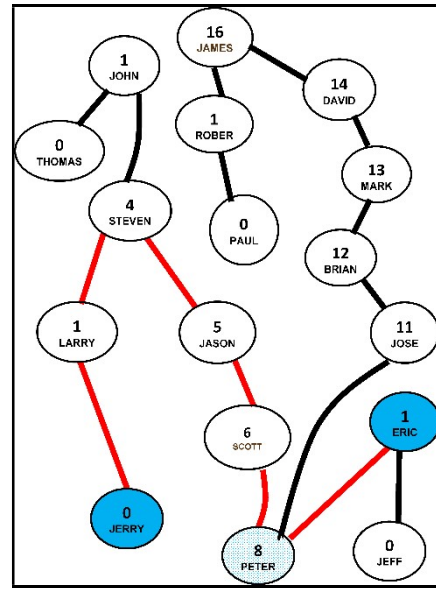 16
JAMES
1
JOHN
14
DAVID
1
ROBER
0
THOMAS
13
MARK
4
STEVEN
0
PAUL
12
BRIAN
1
LARRY
5
JASON
11
JOSE
1
ERIC
6
SCOTT
0
JERRY
8
PETER
0
JEFF